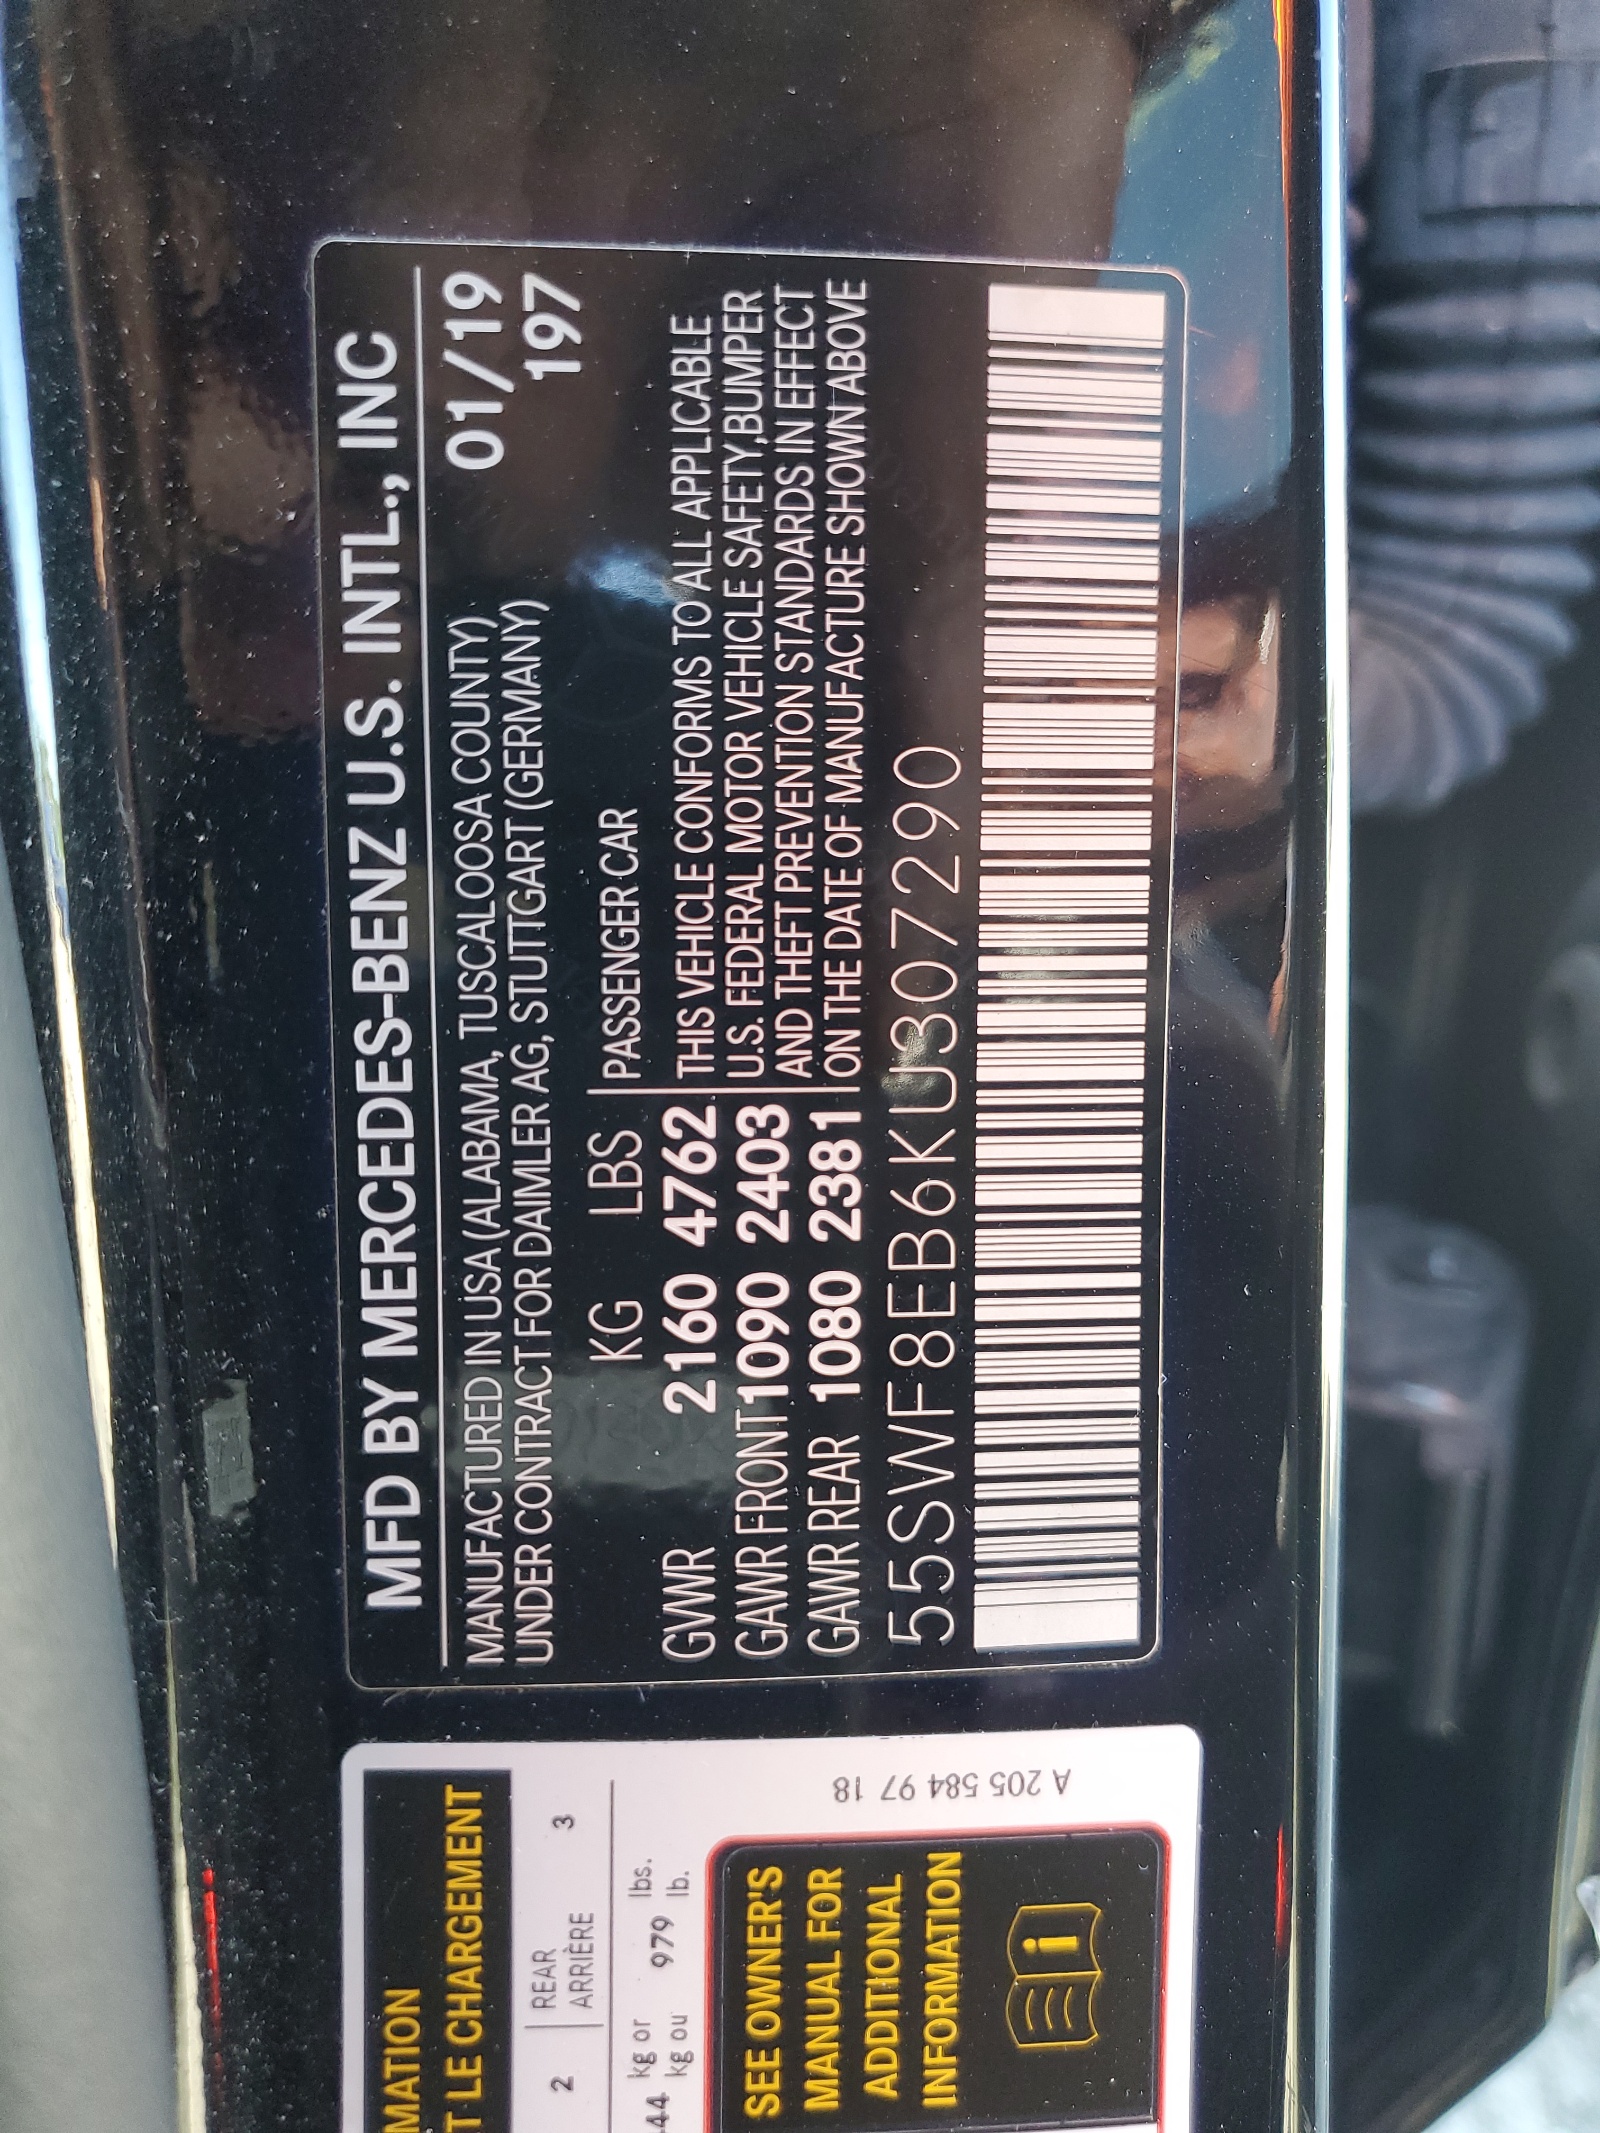 MFD BY MERCEDES-BENZ U.S. INTL., INC
MANUFACTURED IN USA (ALABAMA, TUSCALOOSA COUNTY) 01/19
UNDER CONTRACT FOR DAIMLER AG, STUTTGART (GERMANY) 197
KG LBS PASSENGER CAR
GVWR 2160 4762 THIS VEHICLE CONFORMS TO ALL APPLICABLE
GAWR FRONT 1090 2403 U.S. FEDERAL MOTOR VEHICLE SAFETY, BUMPER
GAWR REAR 1080 2381 AND THEFT PREVENTION STANDARDS IN EFFECT
ON THE DATE OF MANUFACTURE SHOWN ABOVE
55SWF8EB6KU307290
MATION
T LE CHARGEMENT
2 REAR 3
ARRIÈRE
44 kg or 979 lbs.
kg ou lb.
SEE OWNER'S
MANUAL FOR
ADDITIONAL
INFORMATION
A 205 584 97 18